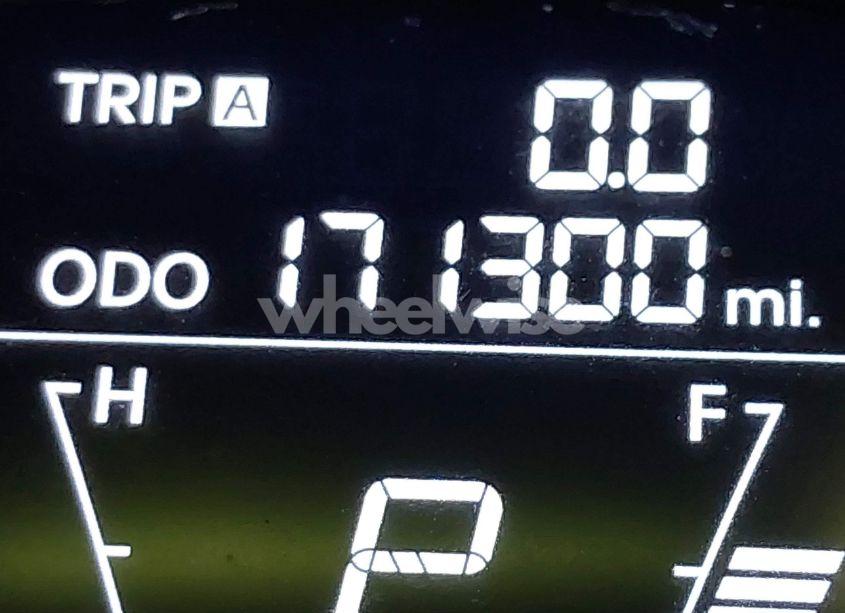 TRIP A 0.0
ODO 171300 mi.
wheelwise
H F
P